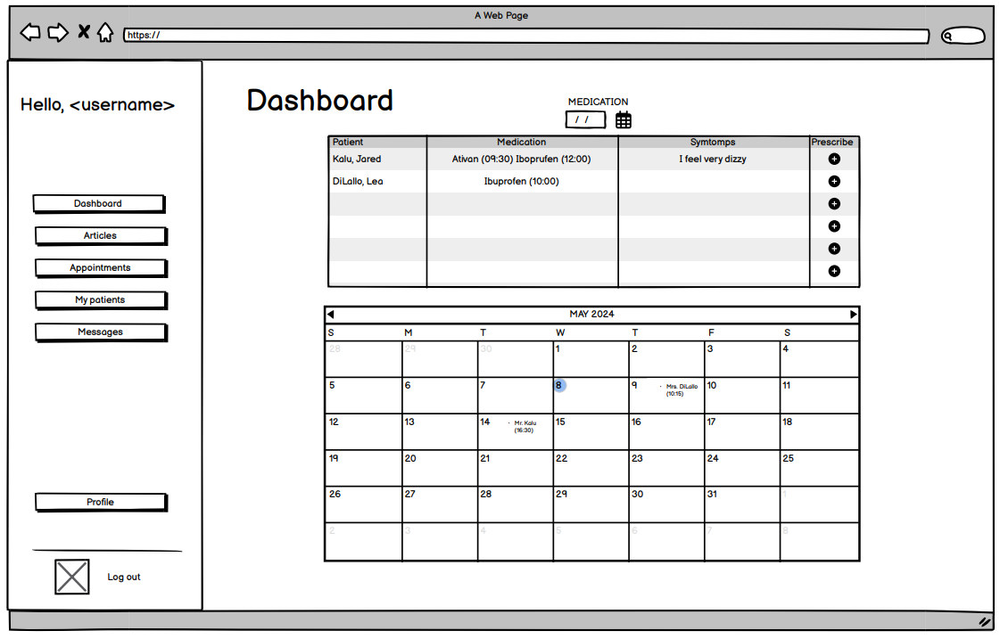 A Web Page
https://
Hello, <username>
Dashboard
Articles
Appointments
My patients
Messages
Profile
Log out
Dashboard
MEDICATION
/ /
Patient Medication Symtomps Prescribe
Kalu, Jared Ativan (09:30) Iboprufen (12:00) I feel very dizzy
DiLallo, Lea Ibuprofen (10:00)
MAY 2024
S M T W T F S
28 29 30 1 2 3 4
5 6 7 8 9 • Mrs. DiLallo 10 11
(10:15)
12 13 14 • Mr. Kalu 15 16 17 18
(16:30)
19 20 21 22 23 24 25
26 27 28 29 30 31 1
2 3 4 5 6 7 8